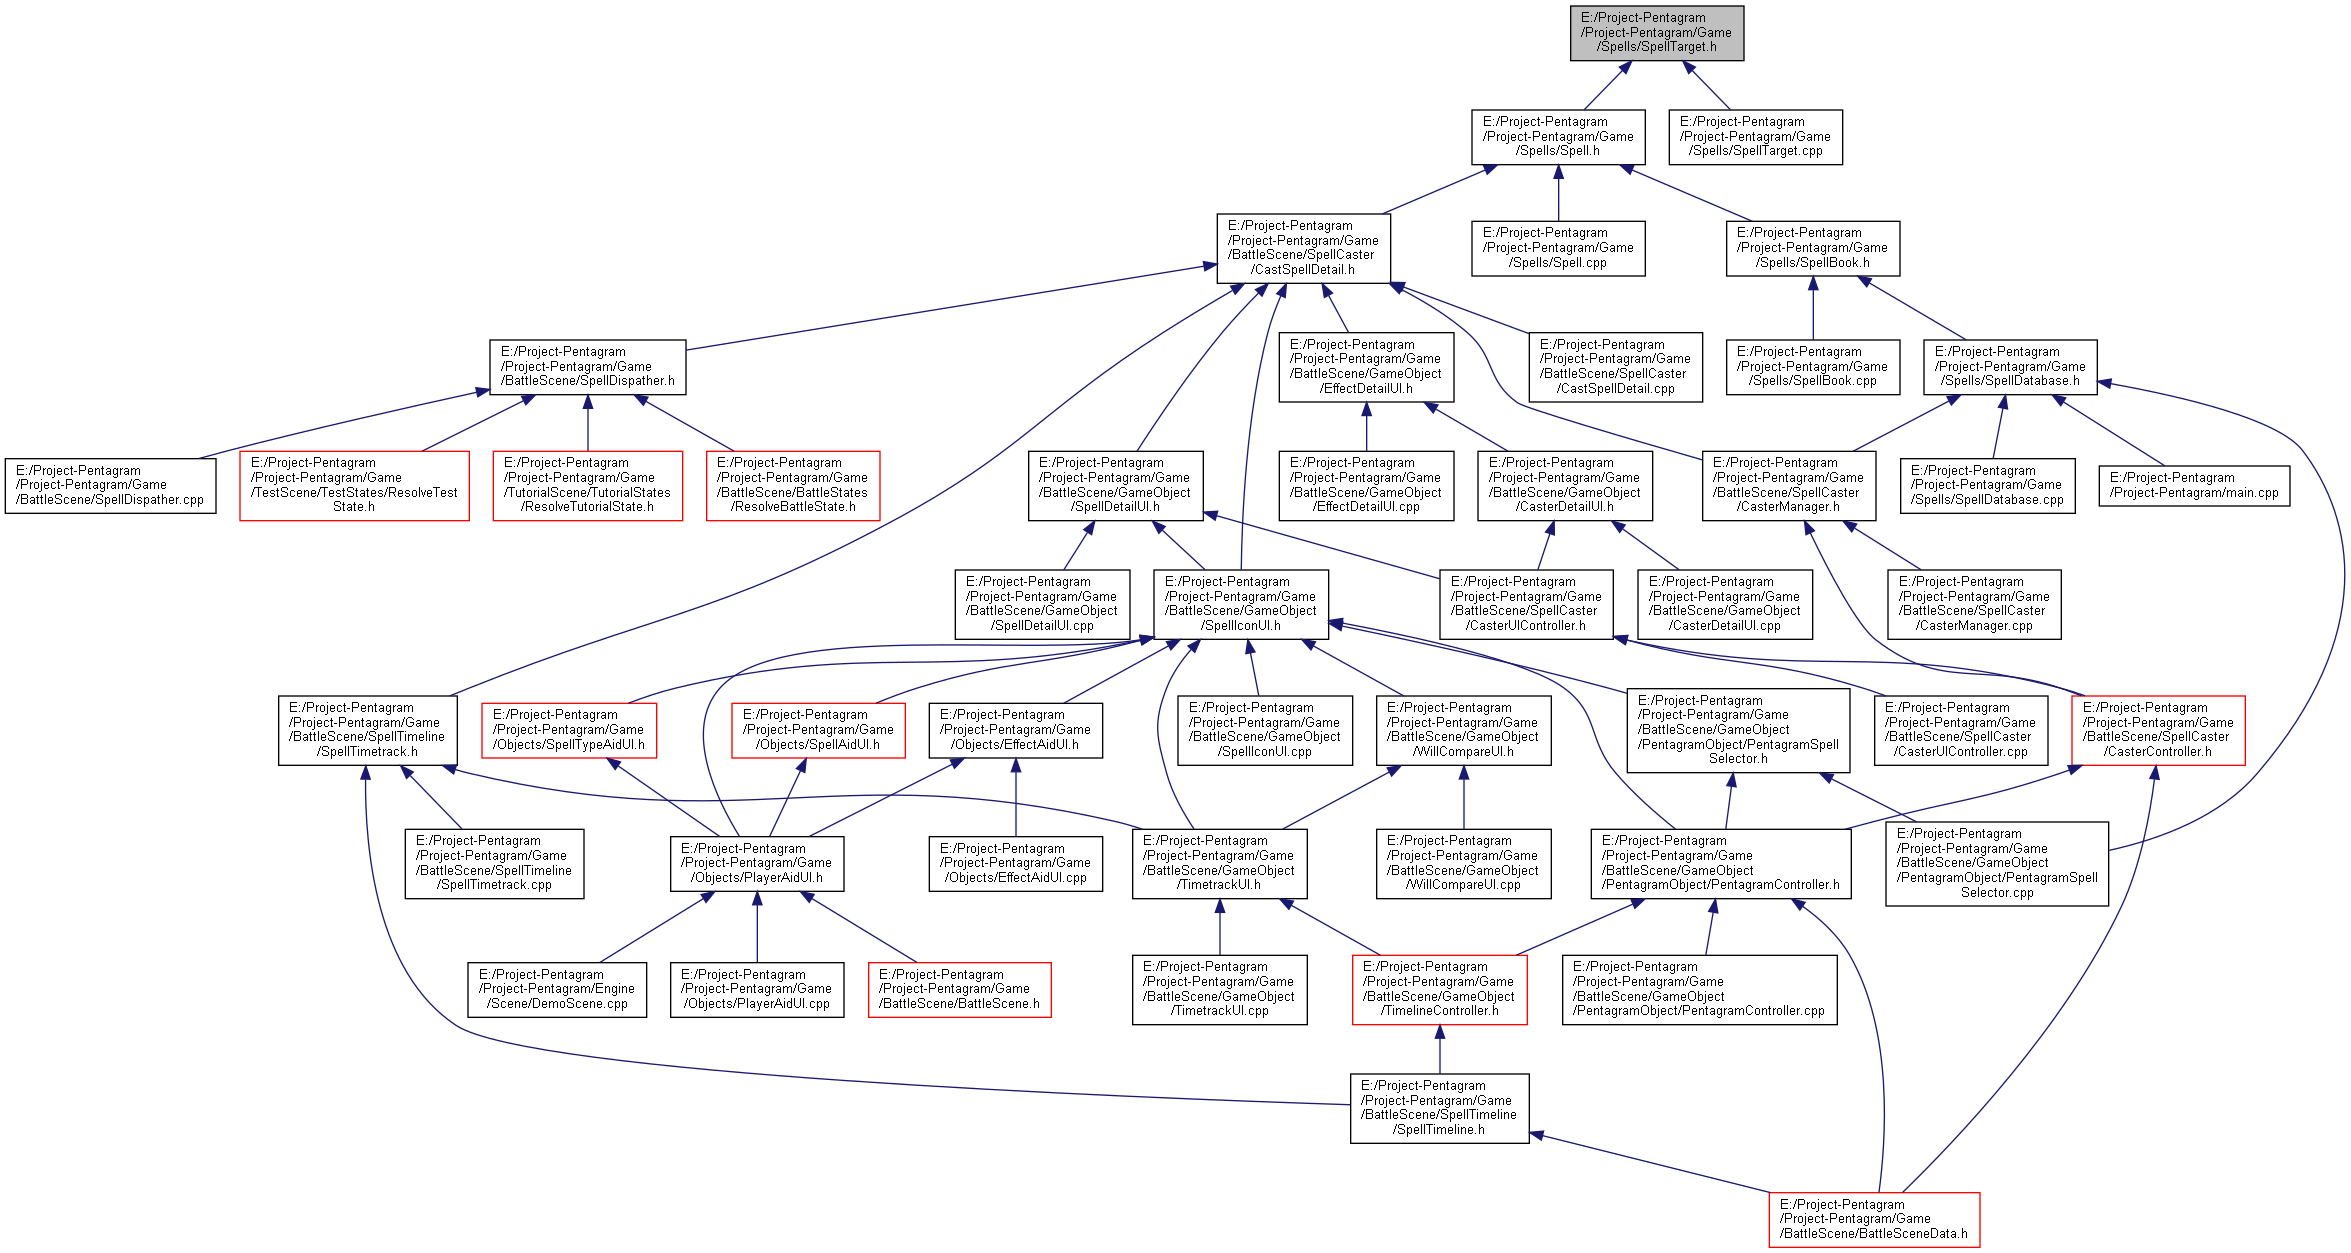 E:/Project-Pentagram
/Project-Pentagram/Game
/Spells/SpellTarget.h
E:/Project-Pentagram
/Project-Pentagram/Game
/Spells/Spell.h
E:/Project-Pentagram
/Project-Pentagram/Game
/Spells/SpellTarget.cpp
E:/Project-Pentagram
/Project-Pentagram/Game
/BattleScene/SpellCaster
/CastSpellDetail.h
E:/Project-Pentagram
/Project-Pentagram/Game
/Spells/Spell.cpp
E:/Project-Pentagram
/Project-Pentagram/Game
/Spells/SpellBook.h
E:/Project-Pentagram
/Project-Pentagram/Game
/BattleScene/SpellDispather.h
E:/Project-Pentagram
/Project-Pentagram/Game
/BattleScene/GameObject
/EffectDetailUI.h
E:/Project-Pentagram
/Project-Pentagram/Game
/BattleScene/SpellCaster
/CastSpellDetail.cpp
E:/Project-Pentagram
/Project-Pentagram/Game
/Spells/SpellBook.cpp
E:/Project-Pentagram
/Project-Pentagram/Game
/Spells/SpellDatabase.h
E:/Project-Pentagram
/Project-Pentagram/Game
/BattleScene/SpellDispather.cpp
E:/Project-Pentagram
/Project-Pentagram/Game
/TestScene/TestStates/ResolveTest
State.h
E:/Project-Pentagram
/Project-Pentagram/Game
/TutorialScene/TutorialStates
/ResolveTutorialState.h
E:/Project-Pentagram
/Project-Pentagram/Game
/BattleScene/BattleStates
/ResolveBattleState.h
E:/Project-Pentagram
/Project-Pentagram/Game
/BattleScene/GameObject
/SpellDetailUI.h
E:/Project-Pentagram
/Project-Pentagram/Game
/BattleScene/GameObject
/EffectDetailUI.cpp
E:/Project-Pentagram
/Project-Pentagram/Game
/BattleScene/GameObject
/CasterDetailUI.h
E:/Project-Pentagram
/Project-Pentagram/Game
/BattleScene/SpellCaster
/CasterManager.h
E:/Project-Pentagram
/Project-Pentagram/Game
/Spells/SpellDatabase.cpp
E:/Project-Pentagram
/Project-Pentagram/main.cpp
E:/Project-Pentagram
/Project-Pentagram/Game
/BattleScene/GameObject
/SpellDetailUI.cpp
E:/Project-Pentagram
/Project-Pentagram/Game
/BattleScene/GameObject
/SpellIconUI.h
E:/Project-Pentagram
/Project-Pentagram/Game
/BattleScene/SpellCaster
/CasterUIController.h
E:/Project-Pentagram
/Project-Pentagram/Game
/BattleScene/GameObject
/CasterDetailUI.cpp
E:/Project-Pentagram
/Project-Pentagram/Game
/BattleScene/SpellCaster
/CasterManager.cpp
E:/Project-Pentagram
/Project-Pentagram/Game
/BattleScene/SpellTimeline
/SpellTimetrack.h
E:/Project-Pentagram
/Project-Pentagram/Game
/Objects/SpellTypeAidUI.h
E:/Project-Pentagram
/Project-Pentagram/Game
/Objects/SpellAidUI.h
E:/Project-Pentagram
/Project-Pentagram/Game
/Objects/EffectAidUI.h
E:/Project-Pentagram
/Project-Pentagram/Game
/BattleScene/GameObject
/SpellIconUI.cpp
E:/Project-Pentagram
/Project-Pentagram/Game
/BattleScene/GameObject
/WillCompareUI.h
E:/Project-Pentagram
/Project-Pentagram/Game
/BattleScene/GameObject
/PentagramObject/PentagramSpell
Selector.h
E:/Project-Pentagram
/Project-Pentagram/Game
/BattleScene/SpellCaster
/CasterUIController.cpp
E:/Project-Pentagram
/Project-Pentagram/Game
/BattleScene/SpellCaster
/CasterController.h
E:/Project-Pentagram
/Project-Pentagram/Game
/BattleScene/SpellTimeline
/SpellTimetrack.cpp
E:/Project-Pentagram
/Project-Pentagram/Game
/Objects/PlayerAidUI.h
E:/Project-Pentagram
/Project-Pentagram/Game
/Objects/EffectAidUI.cpp
E:/Project-Pentagram
/Project-Pentagram/Game
/BattleScene/GameObject
/TimetrackUI.h
E:/Project-Pentagram
/Project-Pentagram/Game
/BattleScene/GameObject
/WillCompareUI.cpp
E:/Project-Pentagram
/Project-Pentagram/Game
/BattleScene/GameObject
/PentagramObject/PentagramController.h
E:/Project-Pentagram
/Project-Pentagram/Game
/BattleScene/GameObject
/PentagramObject/PentagramSpell
Selector.cpp
E:/Project-Pentagram
/Project-Pentagram/Engine
/Scene/DemoScene.cpp
E:/Project-Pentagram
/Project-Pentagram/Game
/Objects/PlayerAidUI.cpp
E:/Project-Pentagram
/Project-Pentagram/Game
/BattleScene/BattleScene.h
E:/Project-Pentagram
/Project-Pentagram/Game
/BattleScene/GameObject
/TimetrackUI.cpp
E:/Project-Pentagram
/Project-Pentagram/Game
/BattleScene/GameObject
/TimelineController.h
E:/Project-Pentagram
/Project-Pentagram/Game
/BattleScene/GameObject
/PentagramObject/PentagramController.cpp
E:/Project-Pentagram
/Project-Pentagram/Game
/BattleScene/SpellTimeline
/SpellTimeline.h
E:/Project-Pentagram
/Project-Pentagram/Game
/BattleScene/BattleSceneData.h